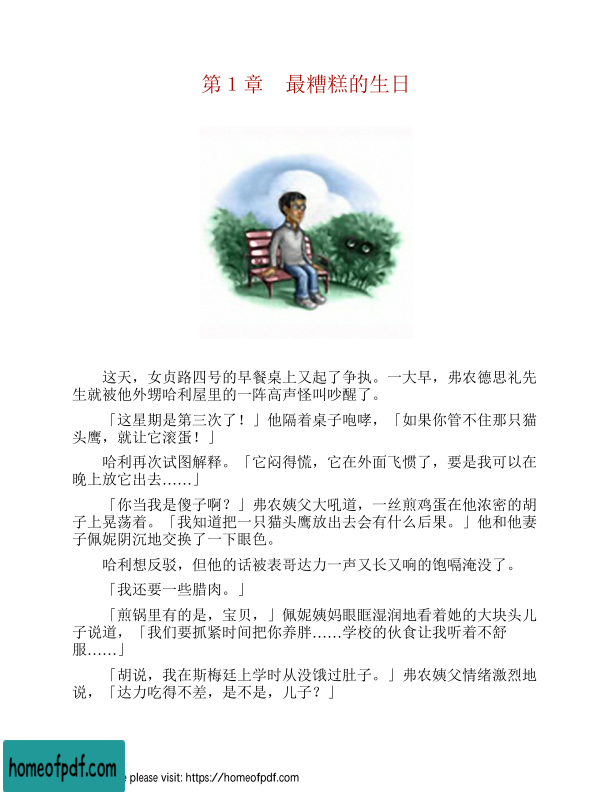 第 1 章　最糟糕的生日
这天，女贞路四号的早餐桌上又起了争执。一大早，弗农德思礼先
生就被他外甥哈利屋里的一阵高声怪叫吵醒了。
「这星期是第三次了！」他隔着桌子咆哮，「如果你管不住那只猫
头鹰，就让它滚蛋！」
哈利再次试图解释。「它闷得慌，它在外面飞惯了，要是我可以在
晚上放它出去……」
「你当我是傻子啊？」弗农姨父大吼道，一丝煎鸡蛋在他浓密的胡
子上晃荡着。「我知道把一只猫头鹰放出去会有什么后果。」他和他妻
子佩妮阴沉地交换了一下眼色。
哈利想反驳，但他的话被表哥达力一声又长又响的饱嗝淹没了。
「我还要一些腊肉。」
「煎锅里有的是，宝贝，」佩妮姨妈眼眶湿润地看着她的大块头儿
子说道，「我们要抓紧时间把你养胖……学校的伙食让我听着不舒
服……」
「胡说，我在斯梅廷上学时从没饿过肚子。」弗农姨父情绪激烈地
说，「达力吃得不差，是不是，儿子？」
homeofpdf.com
e please visit: https://homeofpdf.com